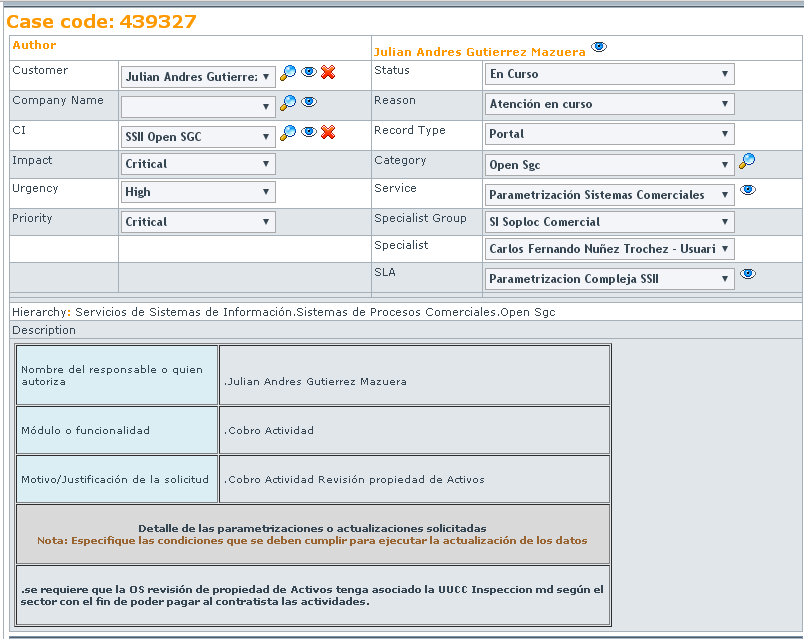 Case code: 439327
Author
Julian Andres Gutierrez Mazuera
Customer
Julian Andres Gutierre:
Status
En Curso
Company Name
Reason
Atención en curso
CI
SSII Open SGC
Record Type
Portal
Impact
Critical
Category
Open Sgc
Urgency
High
Service
Parametrización Sistemas Comerciales
Priority
Critical
Specialist Group
SI Soploc Comercial
Specialist
Carlos Fernando Nuñez Trochez - Usuari
SLA
Parametrizacion Compleja SSII
Hierarchy: Servicios de Sistemas de Información.Sistemas de Procesos Comerciales.Open Sgc
Description
Nombre del responsable o quien
autoriza
.Julian Andres Gutierrez Mazuera
Módulo o funcionalidad
.Cobro Actividad
Motivo/Justificación de la solicitud
.Cobro Actividad Revisión propiedad de Activos
Detalle de las parametrizaciones o actualizaciones solicitadas
Nota: Especifique las condiciones que se deben cumplir para ejecutar la actualización de los datos
.se requiere que la OS revisión de propiedad de Activos tenga asociado la UUCC Inspeccion md según el
sector con el fin de poder pagar al contratista las actividades.